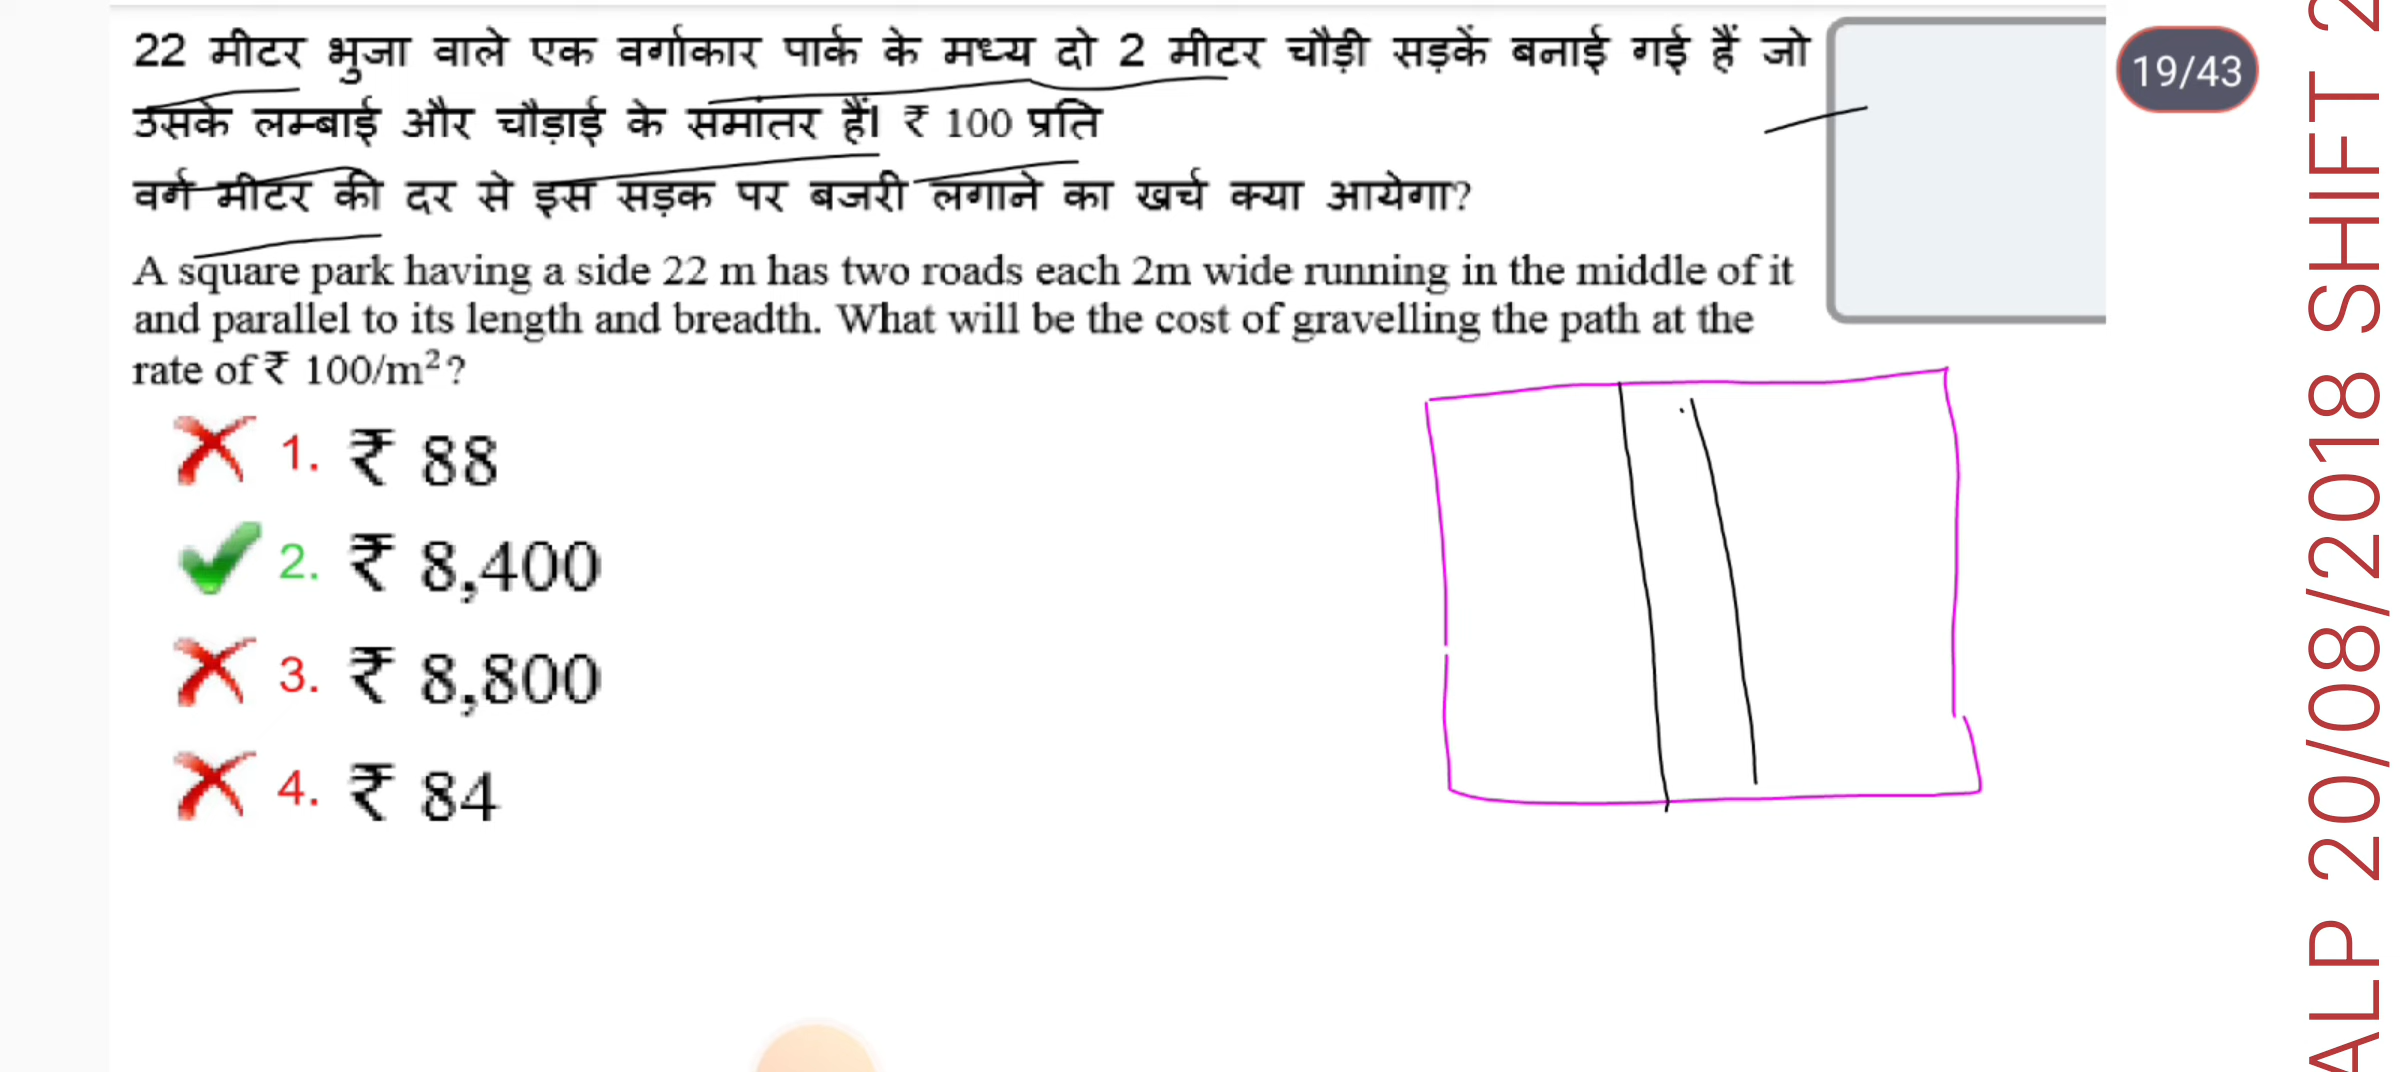 22 मीटर भुजा वाले एक वर्गाकार पार्क के मध्य दो 2 मीटर चौड़ी सड़कें बनाई गई हैं जो
उसके लम्बाई और चौड़ाई के समांतर हैं। ₹ 100 प्रति
वर्ग मीटर की दर से इस सड़क पर बजरी लगाने का खर्च क्या आयेगा?
A square park having a side 22 m has two roads each 2m wide running in the middle of it
and parallel to its length and breadth. What will be the cost of gravelling the path at the
rate of ₹ 100/m²?
1. ₹ 88
2. ₹ 8,400
3. ₹ 8,800
4. ₹ 84
19/43
ALP 20/08/2018 SHIFT 2